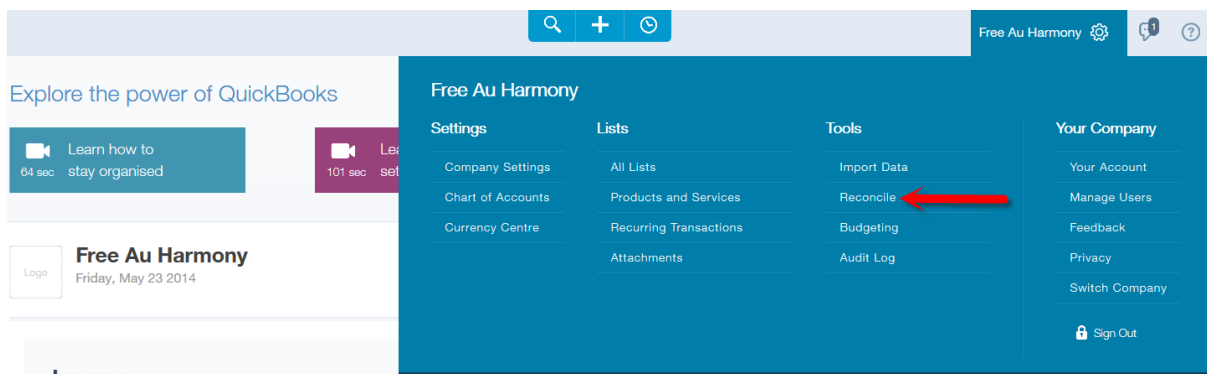 Free Au Harmony
1
?
Explore the power of QuickBooks
Learn how to
64 sec stay organised
Lea
101 sec set
Logo
Free Au Harmony
Friday, May 23 2014
Free Au Harmony
Settings
Company Settings
Chart of Accounts
Currency Centre
Lists
All Lists
Products and Services
Recurring Transactions
Attachments
Tools
Import Data
Reconcile
Budgeting
Audit Log
Your Company
Your Account
Manage Users
Feedback
Privacy
Switch Company
Sign Out